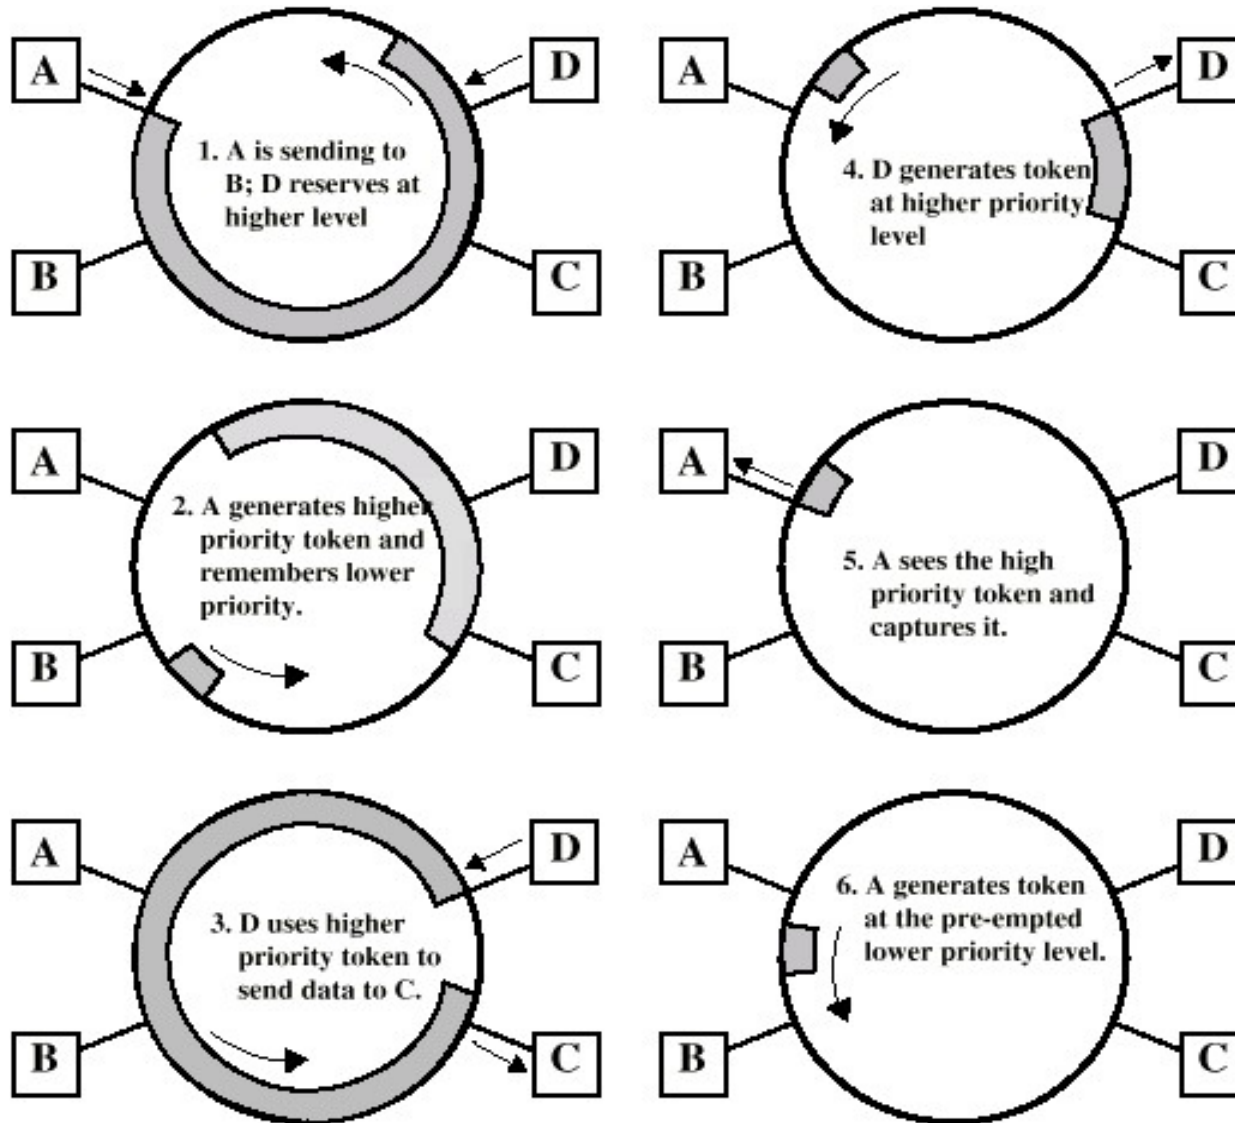 A
D
1. A is sending to
B; D reserves at
higher level
B
C
A
D
2. A generates higher
priority token and
remembers lower
priority.
B
C
A
D
3. D uses higher
priority token to
send data to C.
B
C
A
D
4. D generates token
at higher priority
level
B
C
A
D
5. A sees the high
priority token and
captures it.
B
C
A
D
6. A generates token
at the pre-empted
lower priority level.
B
C